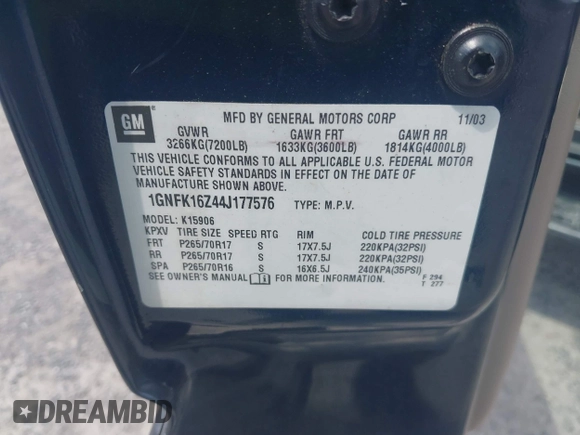 GM
MFD BY GENERAL MOTORS CORP 11/03
GVWR GAWR FRT GAWR RR
3266KG(7200LB) 1633KG(3600LB) 1814KG(4000LB)
THIS VEHICLE CONFORMS TO ALL APPLICABLE U.S. FEDERAL MOTOR
VEHICLE SAFETY STANDARDS IN EFFECT ON THE DATE OF
MANUFACTURE SHOWN ABOVE.
1GNFK16Z44J177576 TYPE: M.P.V.
MODEL: K15906
KPXV TIRE SIZE SPEED RTG RIM COLD TIRE PRESSURE
FRT P265/70R17 S 17X7.5J 220KPA(32PSI)
RR P265/70R17 S 17X7.5J 220KPA(32PSI)
SPA P265/70R16 S 16X6.5J 240KPA(35PSI)
SEE OWNER'S MANUAL FOR MORE INFORMATION.
F 294
T 277
DREAMBID